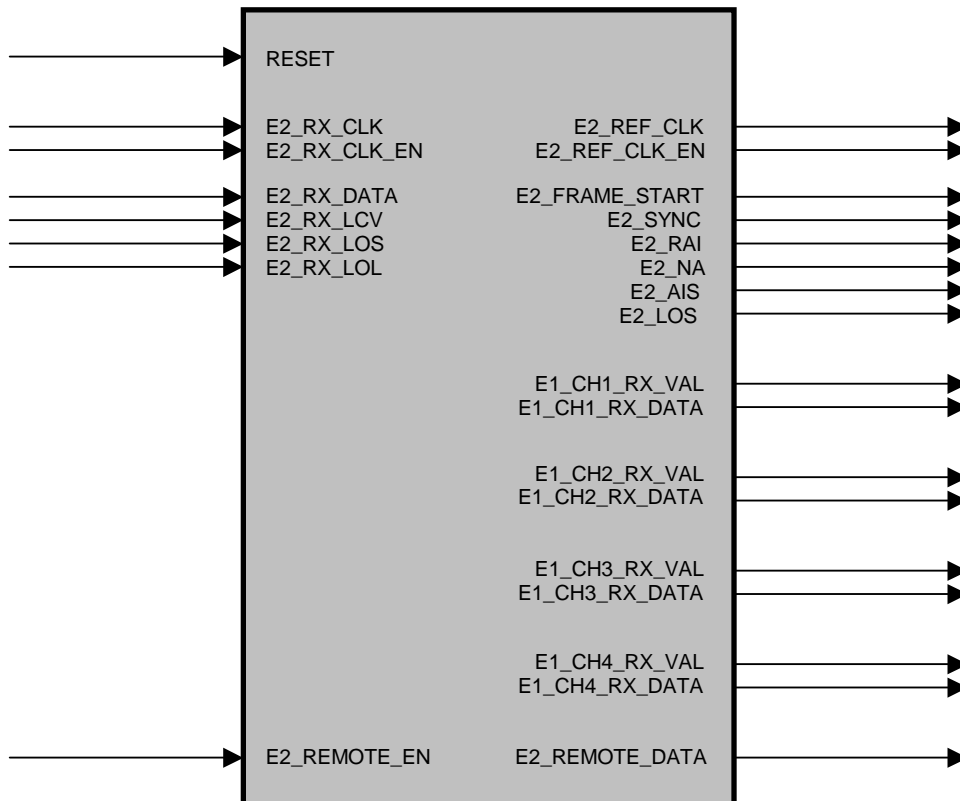 RESET
E2_RX_CLK
E2_REF_CLK
E2_RX_CLK_EN
E2_REF_CLK_EN
E2_RX_DATA
E2_FRAME_START
E2_RX_LCV
E2_SYNC
E2_RX_LOS
E2_RAI
E2_RX_LOL
E2_NA
E2_AIS
E2_LOS
E1_CH1_RX_VAL
E1_CH1_RX_DATA
E1_CH2_RX_VAL
E1_CH2_RX_DATA
E1_CH3_RX_VAL
E1_CH3_RX_DATA
E1_CH4_RX_VAL
E1_CH4_RX_DATA
E2_REMOTE_EN
E2_REMOTE_DATA